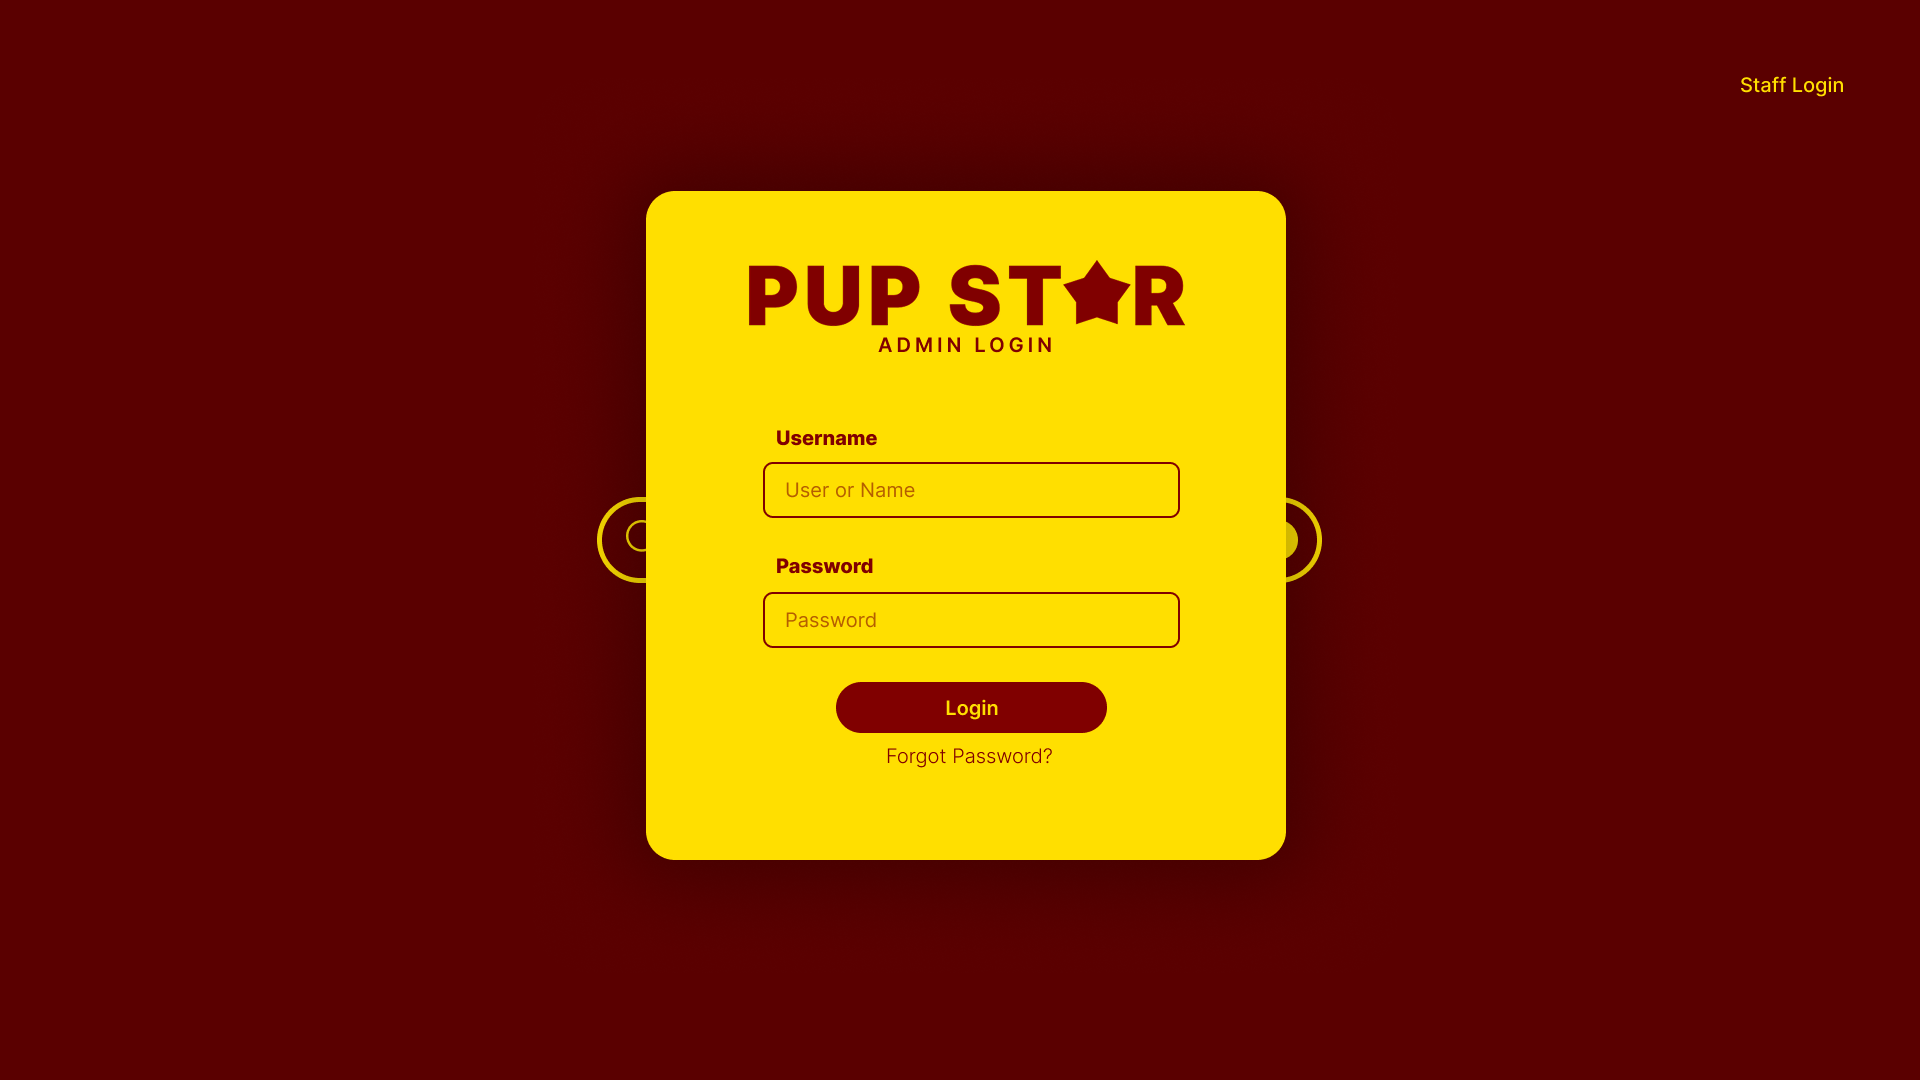 Staff Login
PUP ST★R
ADMIN LOGIN
Username
User or Name
Password
Password
Login
Forgot Password?